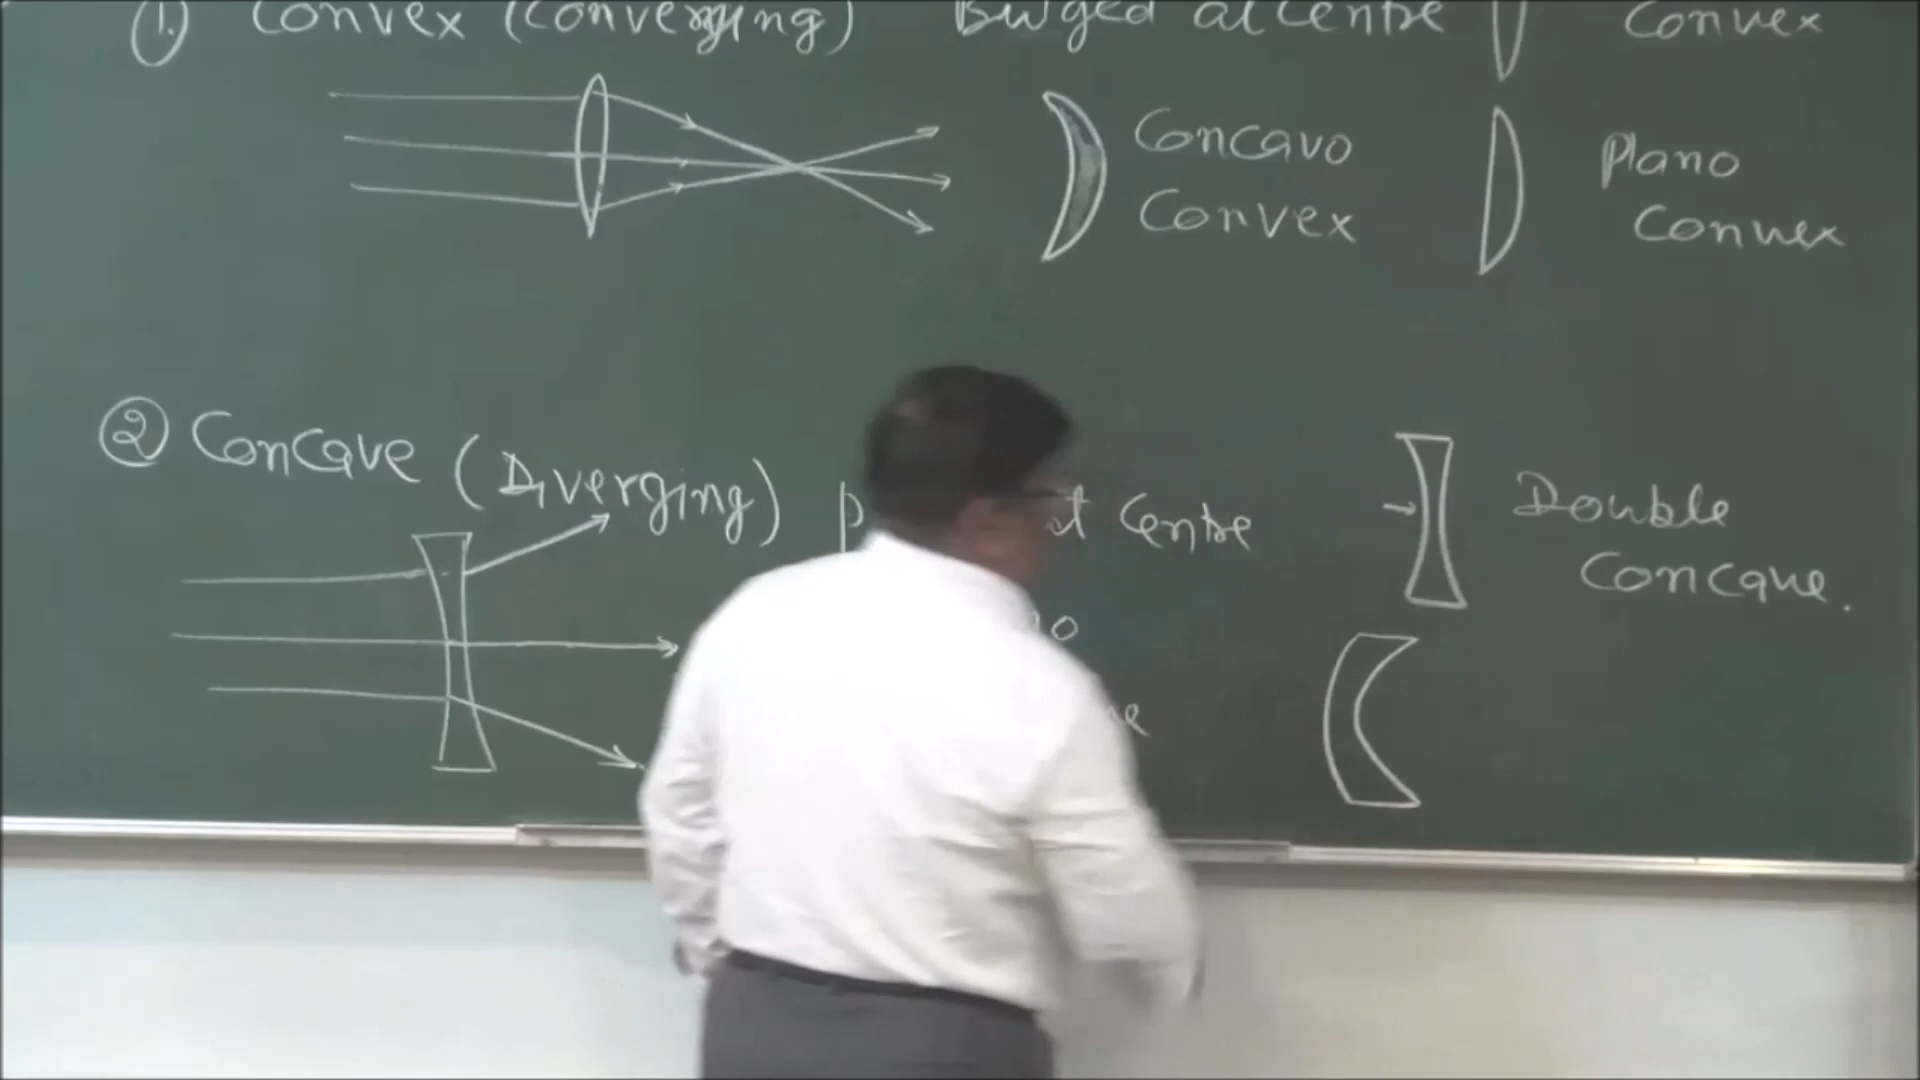 1. Convex (Converging) Bulged at Centre Convex
Concavo
Convex
Plano
Convex
2 Concave (Diverging) Centre
Double
Concave.